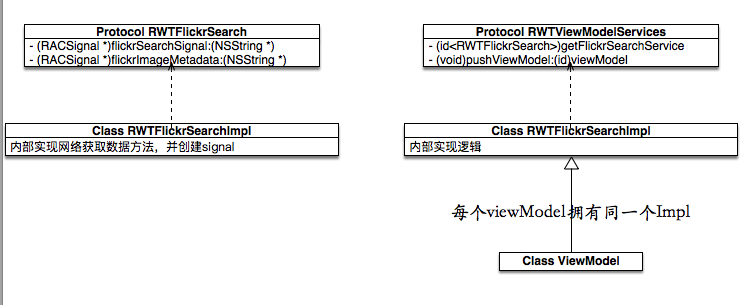 Protocol RWTFlickrSearch
- (RACSignal *)flickrSearchSignal:(NSString *)
- (RACSignal *)flickrImageMetadata:(NSString *)
Class RWTFlickrSearchImpl
内部实现网络获取数据方法，并创建signal
Protocol RWTViewModelServices
- (id<RWTFlickrSearch>)getFlickrSearchService
- (void)pushViewModel:(id)viewModel
Class RWTFlickrSearchImpl
内部实现逻辑
每个viewModel拥有同一个Impl
Class ViewModel